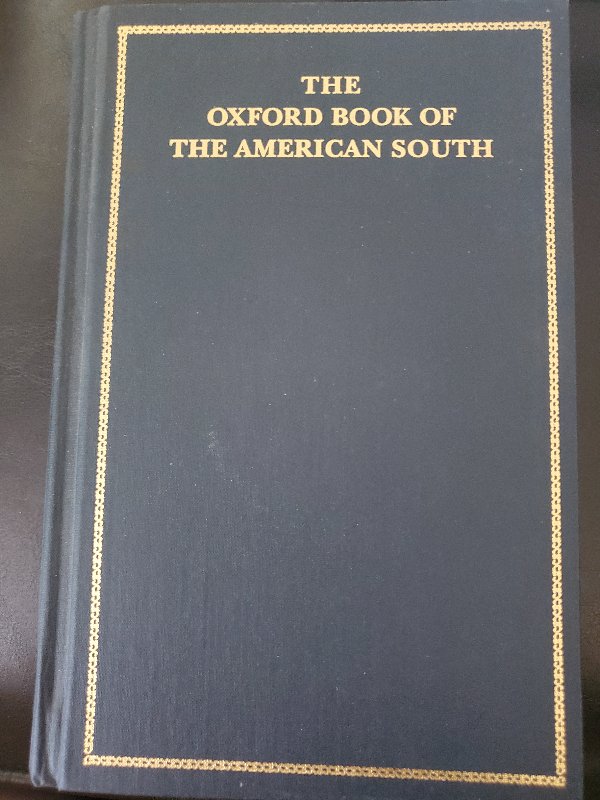 THE
OXFORD BOOK OF
THE AMERICAN SOUTH